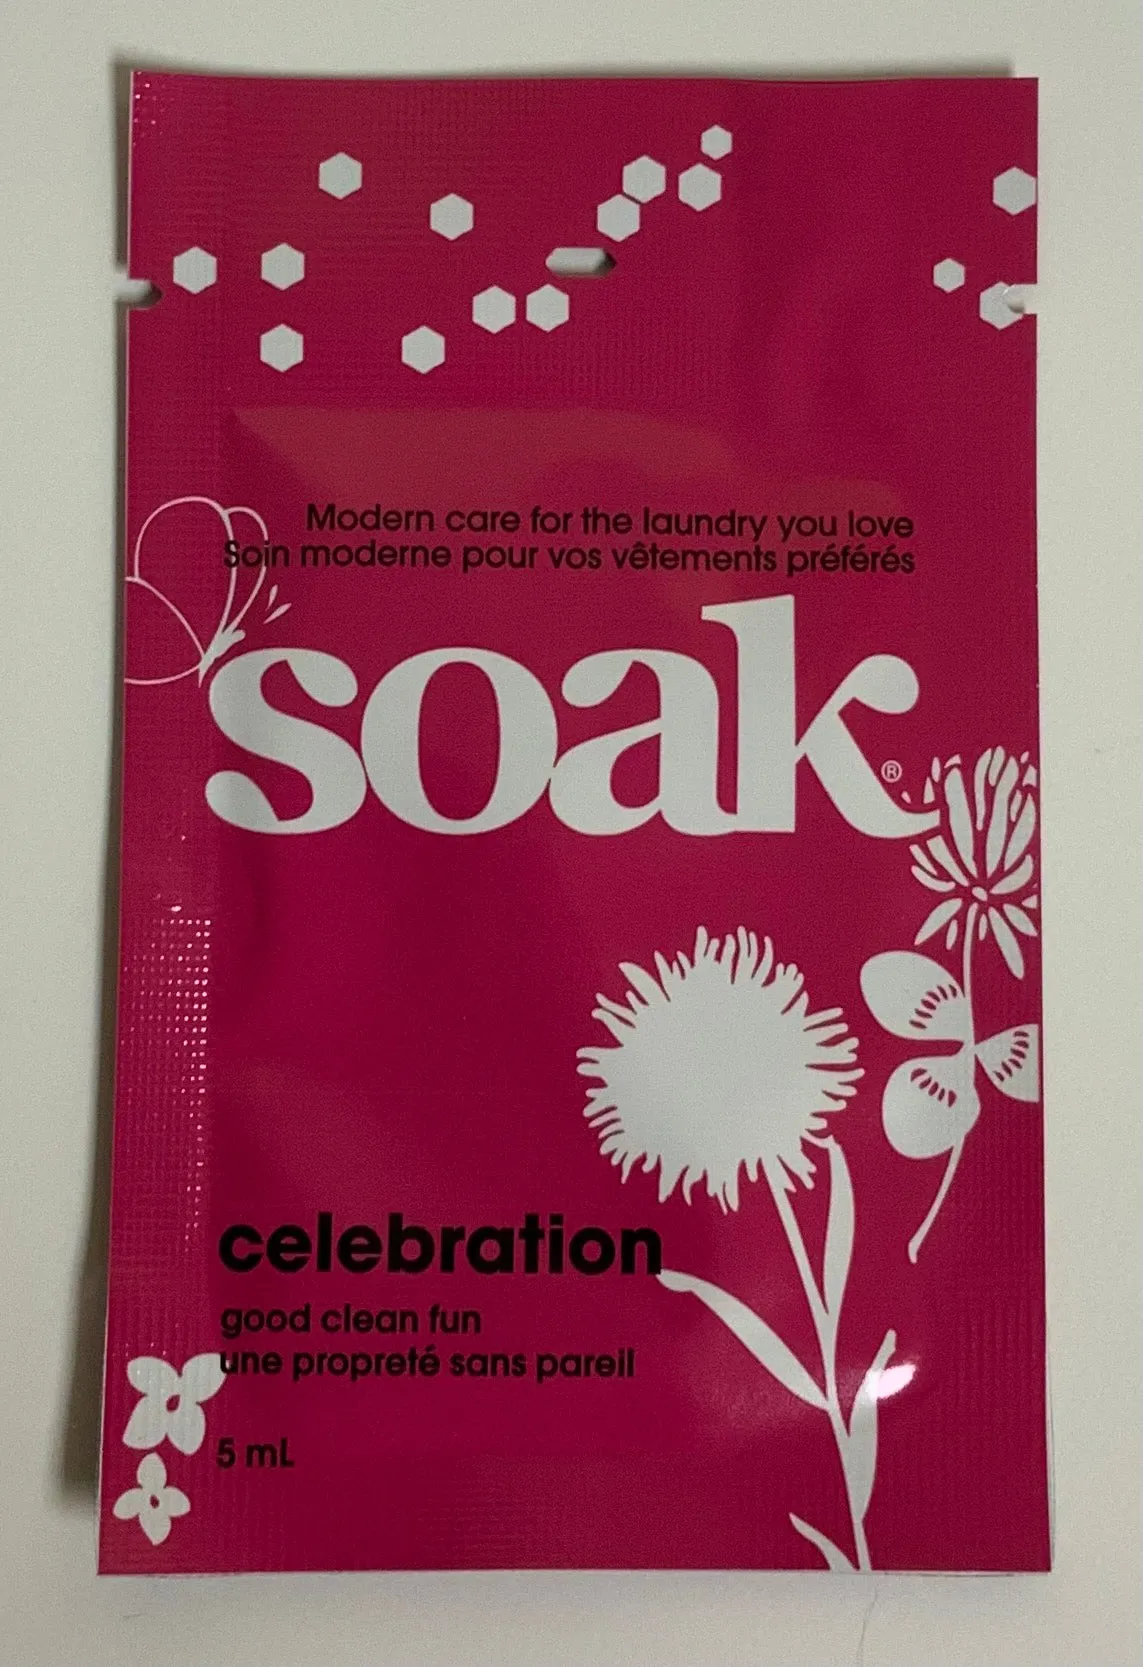 Modern care for the laundry you love
Soin moderne pour vos vêtements préférés
soak®
celebration
good clean fun
une propreté sans pareil
5 mL